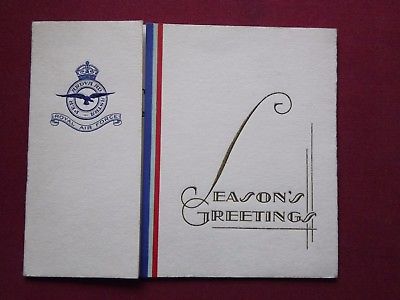 PER ARDUA AD ASTRA
ROYAL AIR FORCE
SEASON'S
GREETINGS